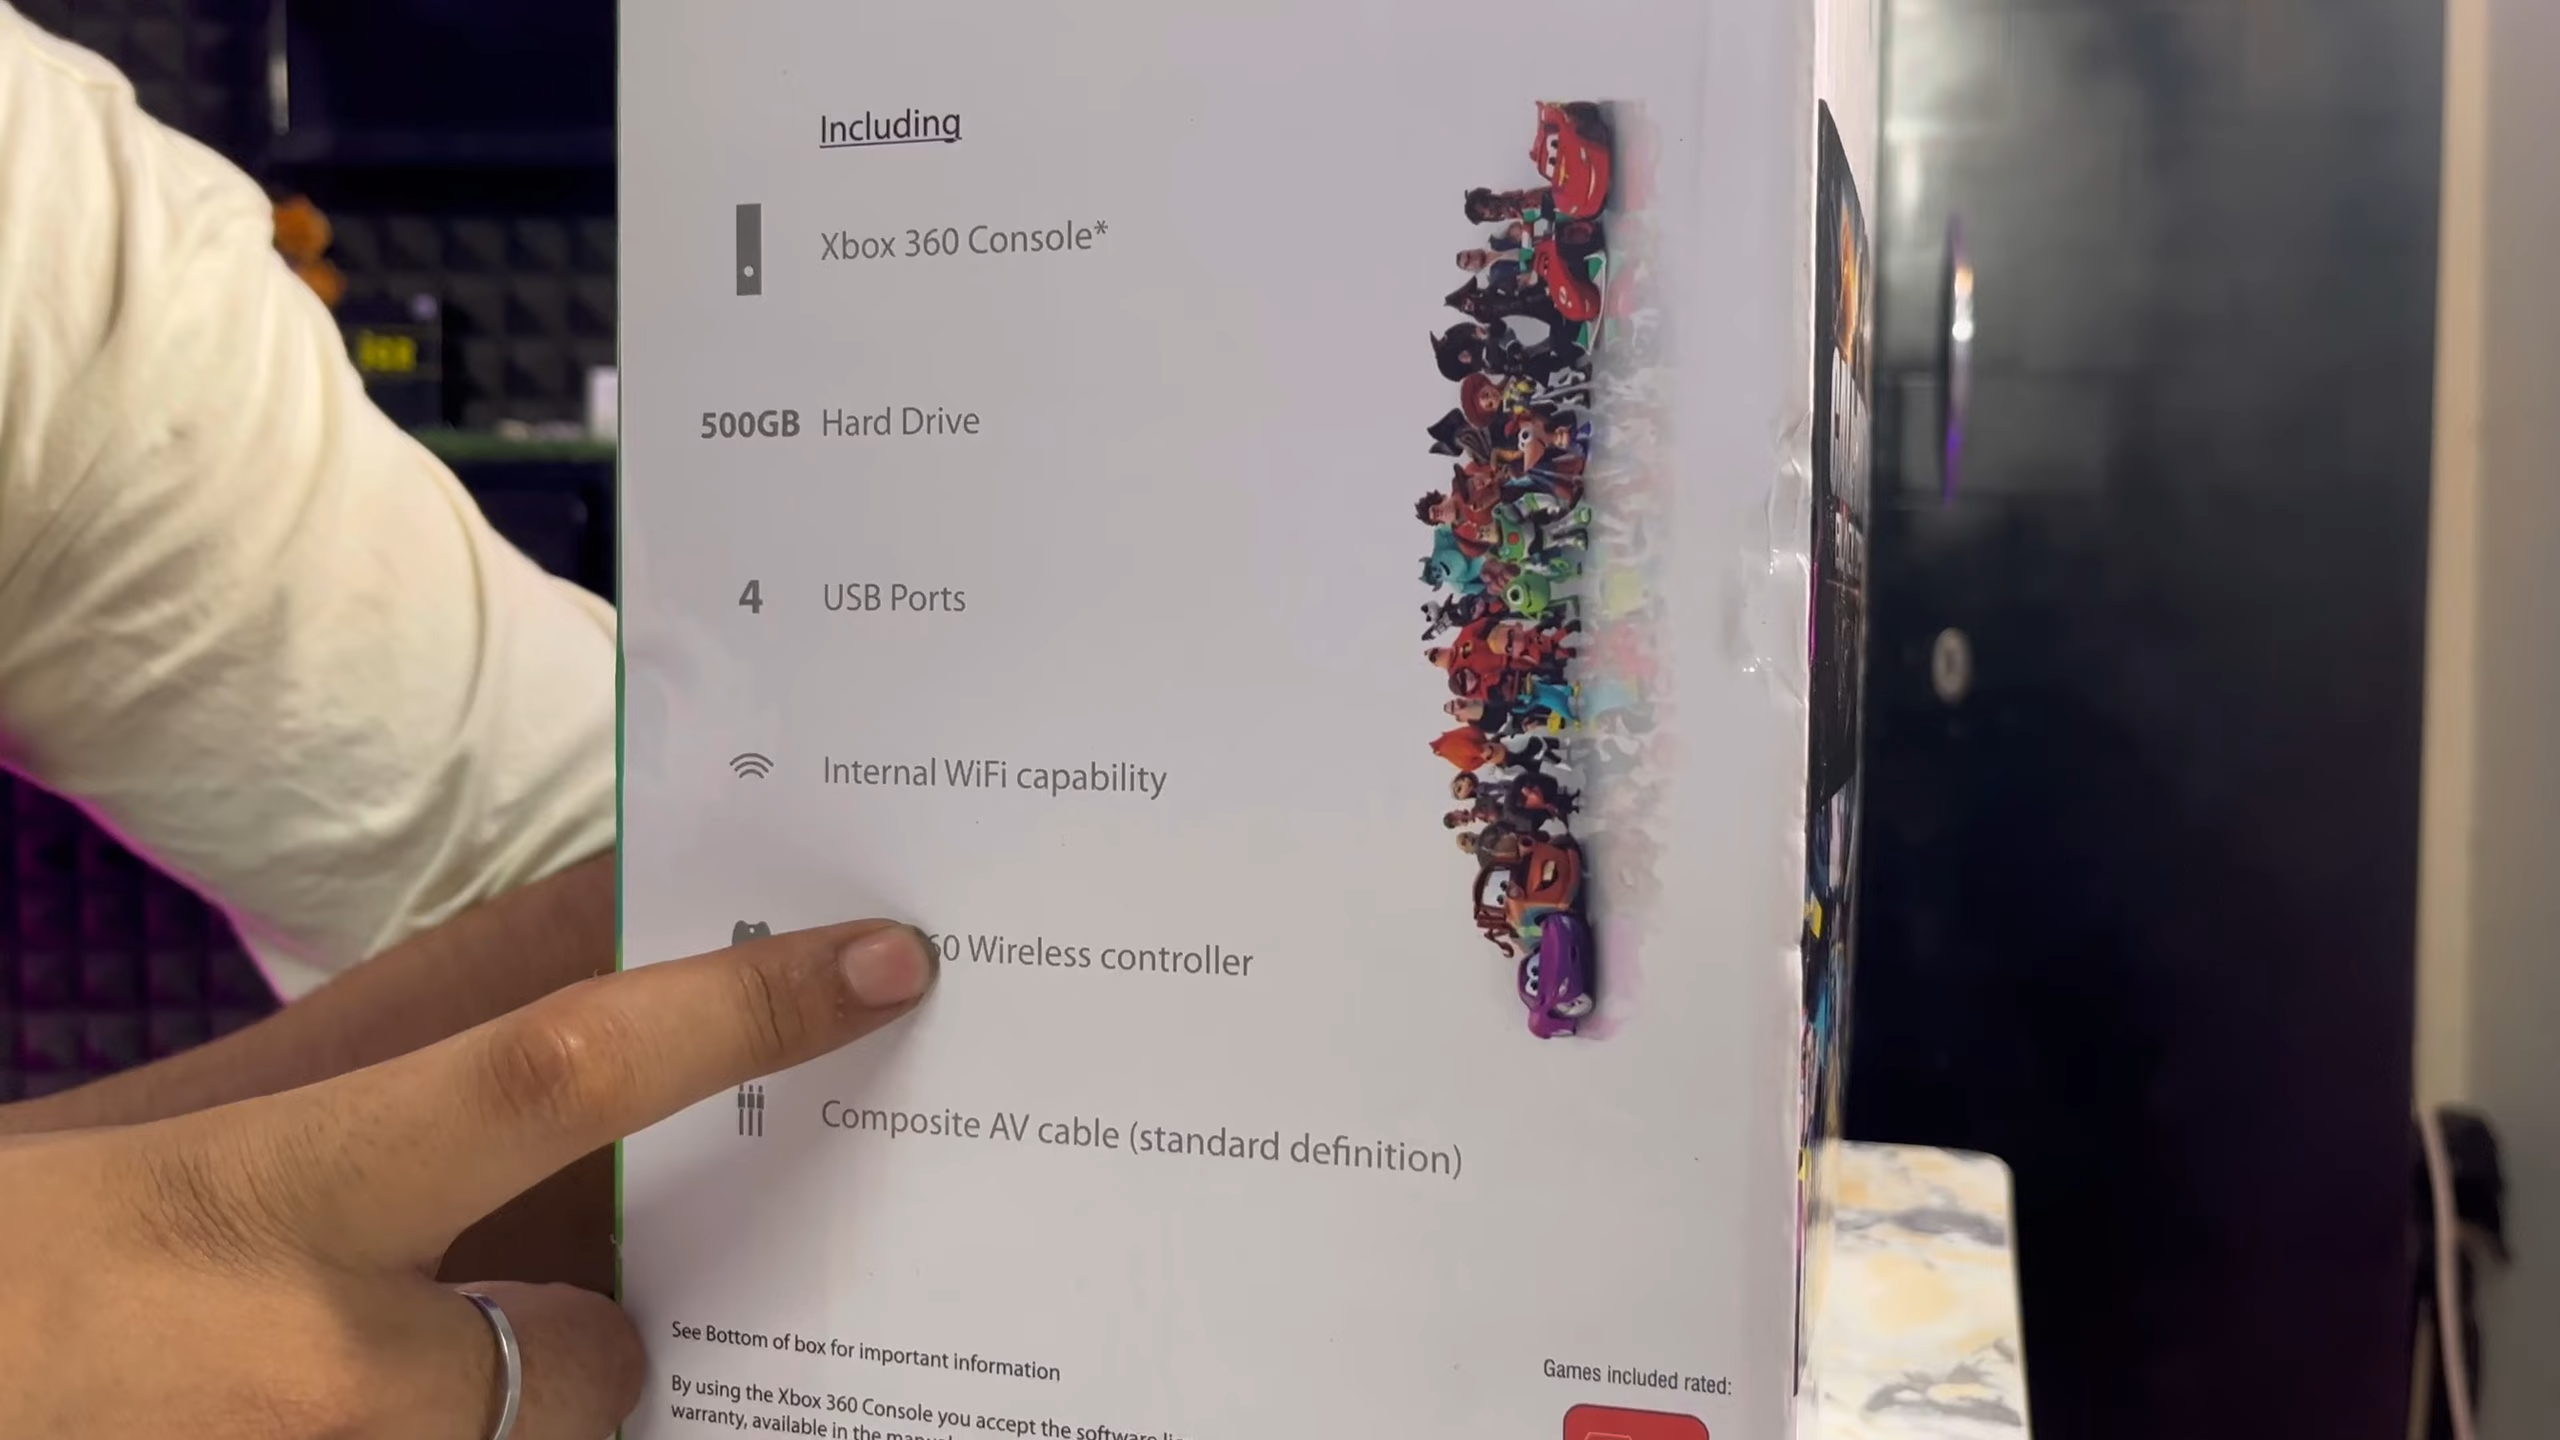 Including
Xbox 360 Console*
500GB Hard Drive
4 USB Ports
Internal WiFi capability
60 Wireless controller
Composite AV cable (standard definition)
See Bottom of box for important information
By using the Xbox 360 Console you accept the software
warranty, available in the
Games included rated: